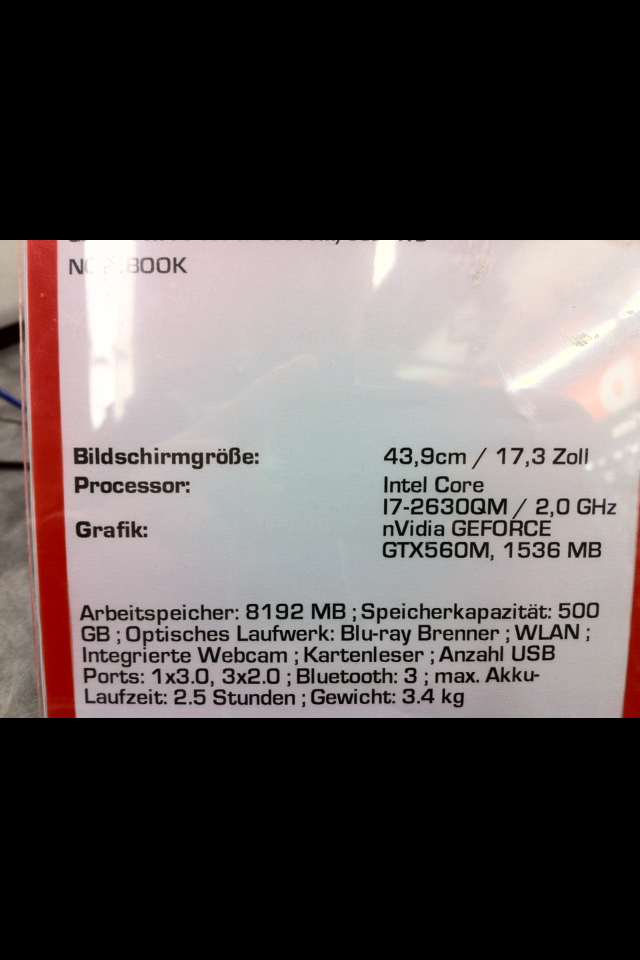 NOTEBOOK
Bildschirmgröße: 43,9cm / 17,3 Zoll
Processor: Intel Core
I7-2630QM / 2,0 GHz
Grafik: nVidia GEFORCE
GTX560M, 1536 MB
Arbeitspeicher: 8192 MB ; Speicherkapazität: 500
GB ; Optisches Laufwerk: Blu-ray Brenner ; WLAN ;
Integrierte Webcam ; Kartenleser ; Anzahl USB
Ports: 1x3.0, 3x2.0 ; Bluetooth: 3 ; max. Akku-
Laufzeit: 2.5 Stunden ; Gewicht: 3.4 kg